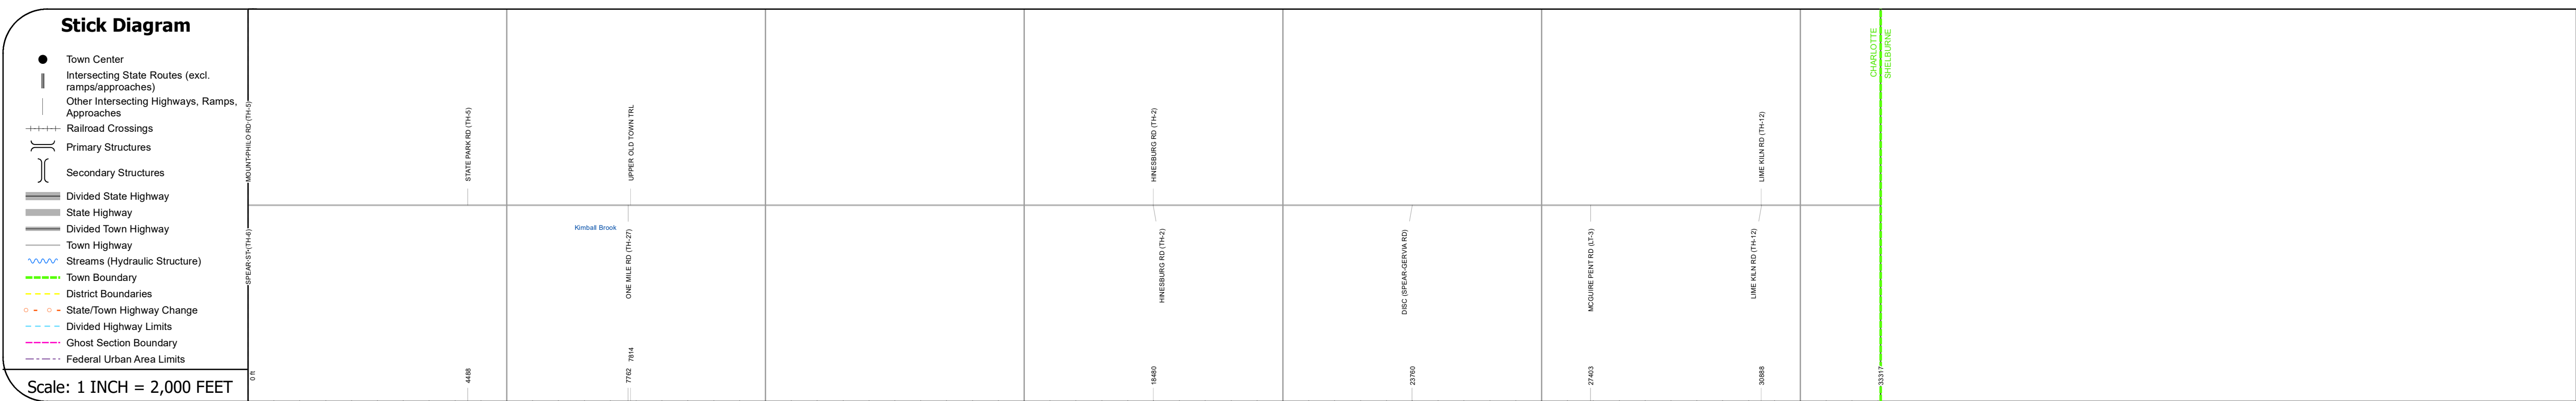 Stick Diagram
Town Center
Intersecting State Routes (excl.
ramps/approaches)
Other Intersecting Highways, Ramps,
Approaches
Railroad Crossings
Primary Structures
Secondary Structures
Divided State Highway
State Highway
Divided Town Highway
Town Highway
Streams (Hydraulic Structure)
Town Boundary
District Boundaries
State/Town Highway Change
Divided Highway Limits
Ghost Section Boundary
Federal Urban Area Limits
Scale: 1 INCH = 2,000 FEET
MOUNT-PHILO-RD-(TH-5)
STATE PARK RD (TH-5)
UPPER OLD TOWN TRL
HINESBURG RD (TH-2)
LIME KILN RD (TH-12)
CHARLOTTE
SHELBURNE
SPEAR-ST-(TH-6)
Kimball Brook
ONE MILE RD (TH-27)
HINESBURG RD (TH-2)
DISC (SPEAR-GERVIA RD)
MCGUIRE PENT RD (LT-3)
LIME KILN RD (TH-12)
0 ft
4488
7762
7814
18480
23760
27403
30888
33317